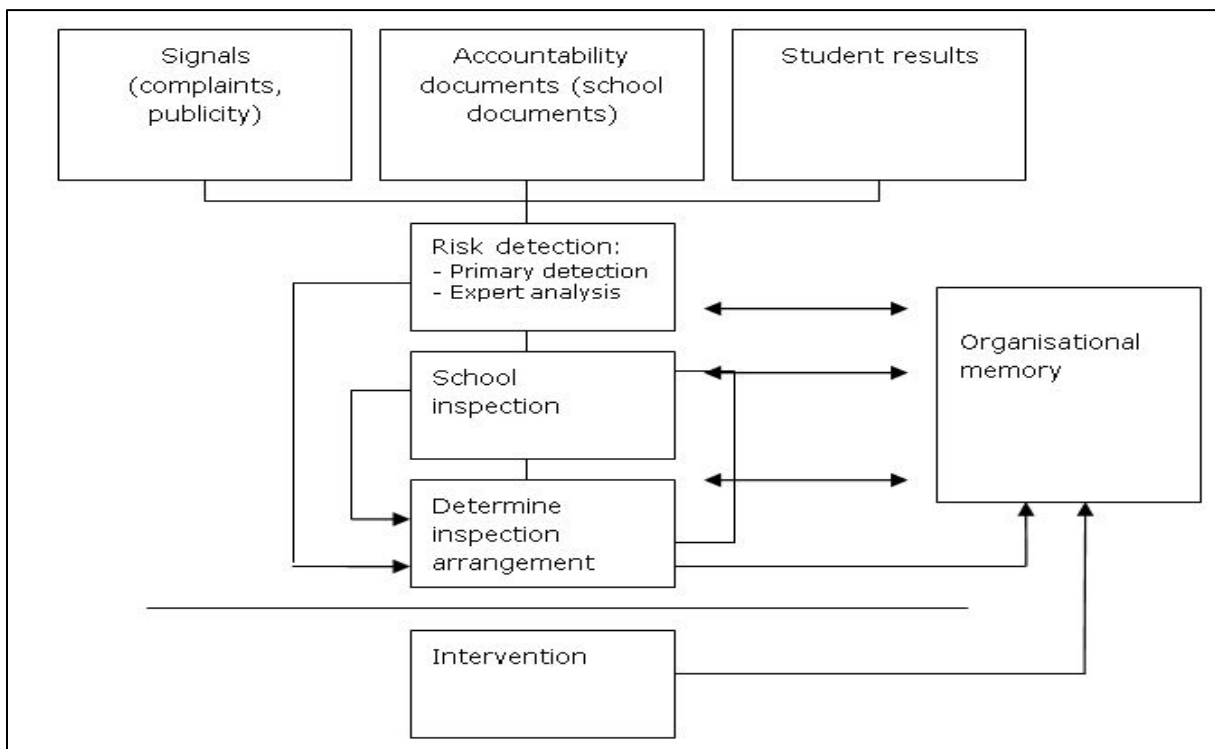 Signals
(complaints,
publicity)
Accountability
documents (school
documents)
Student results
Risk detection:
- Primary detection
- Expert analysis
School
inspection
Organisational
memory
Determine
inspection
arrangement
Intervention